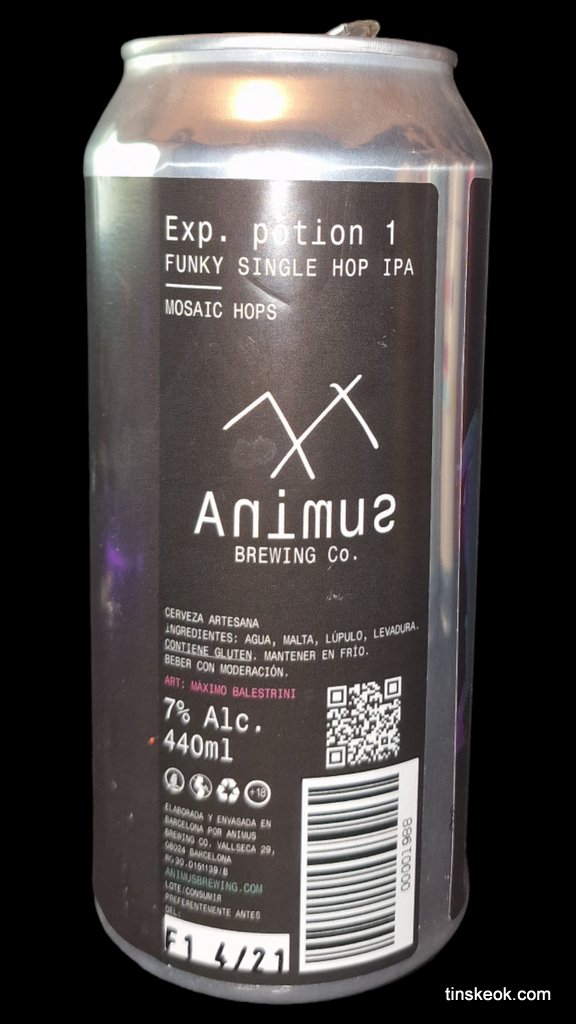 Exp. potion 1
FUNKY SINGLE HOP IPA
MOSAIC HOPS
Animus
BREWING Co.
CERVEZA ARTESANA
INGREDIENTES: AGUA, MALTA, LÚPULO, LEVADURA.
CONTIENE GLUTEN. MANTENER EN FRÍO.
BEBER CON MODERACIÓN.
ART: MÁXIMO BALESTRINI
7% Alc.
440ml
+18
ELABORADA Y ENVASADA EN
BARCELONA POR ANIMUS
BREWING CO. VALLSECA 29,
08024 BARCELONA
ANIMUSBREWING.COM
LOTE/CONSUMIR
PREFERENTEMENTE ANTES
DEL:
F1 4/21
tinskeok.com